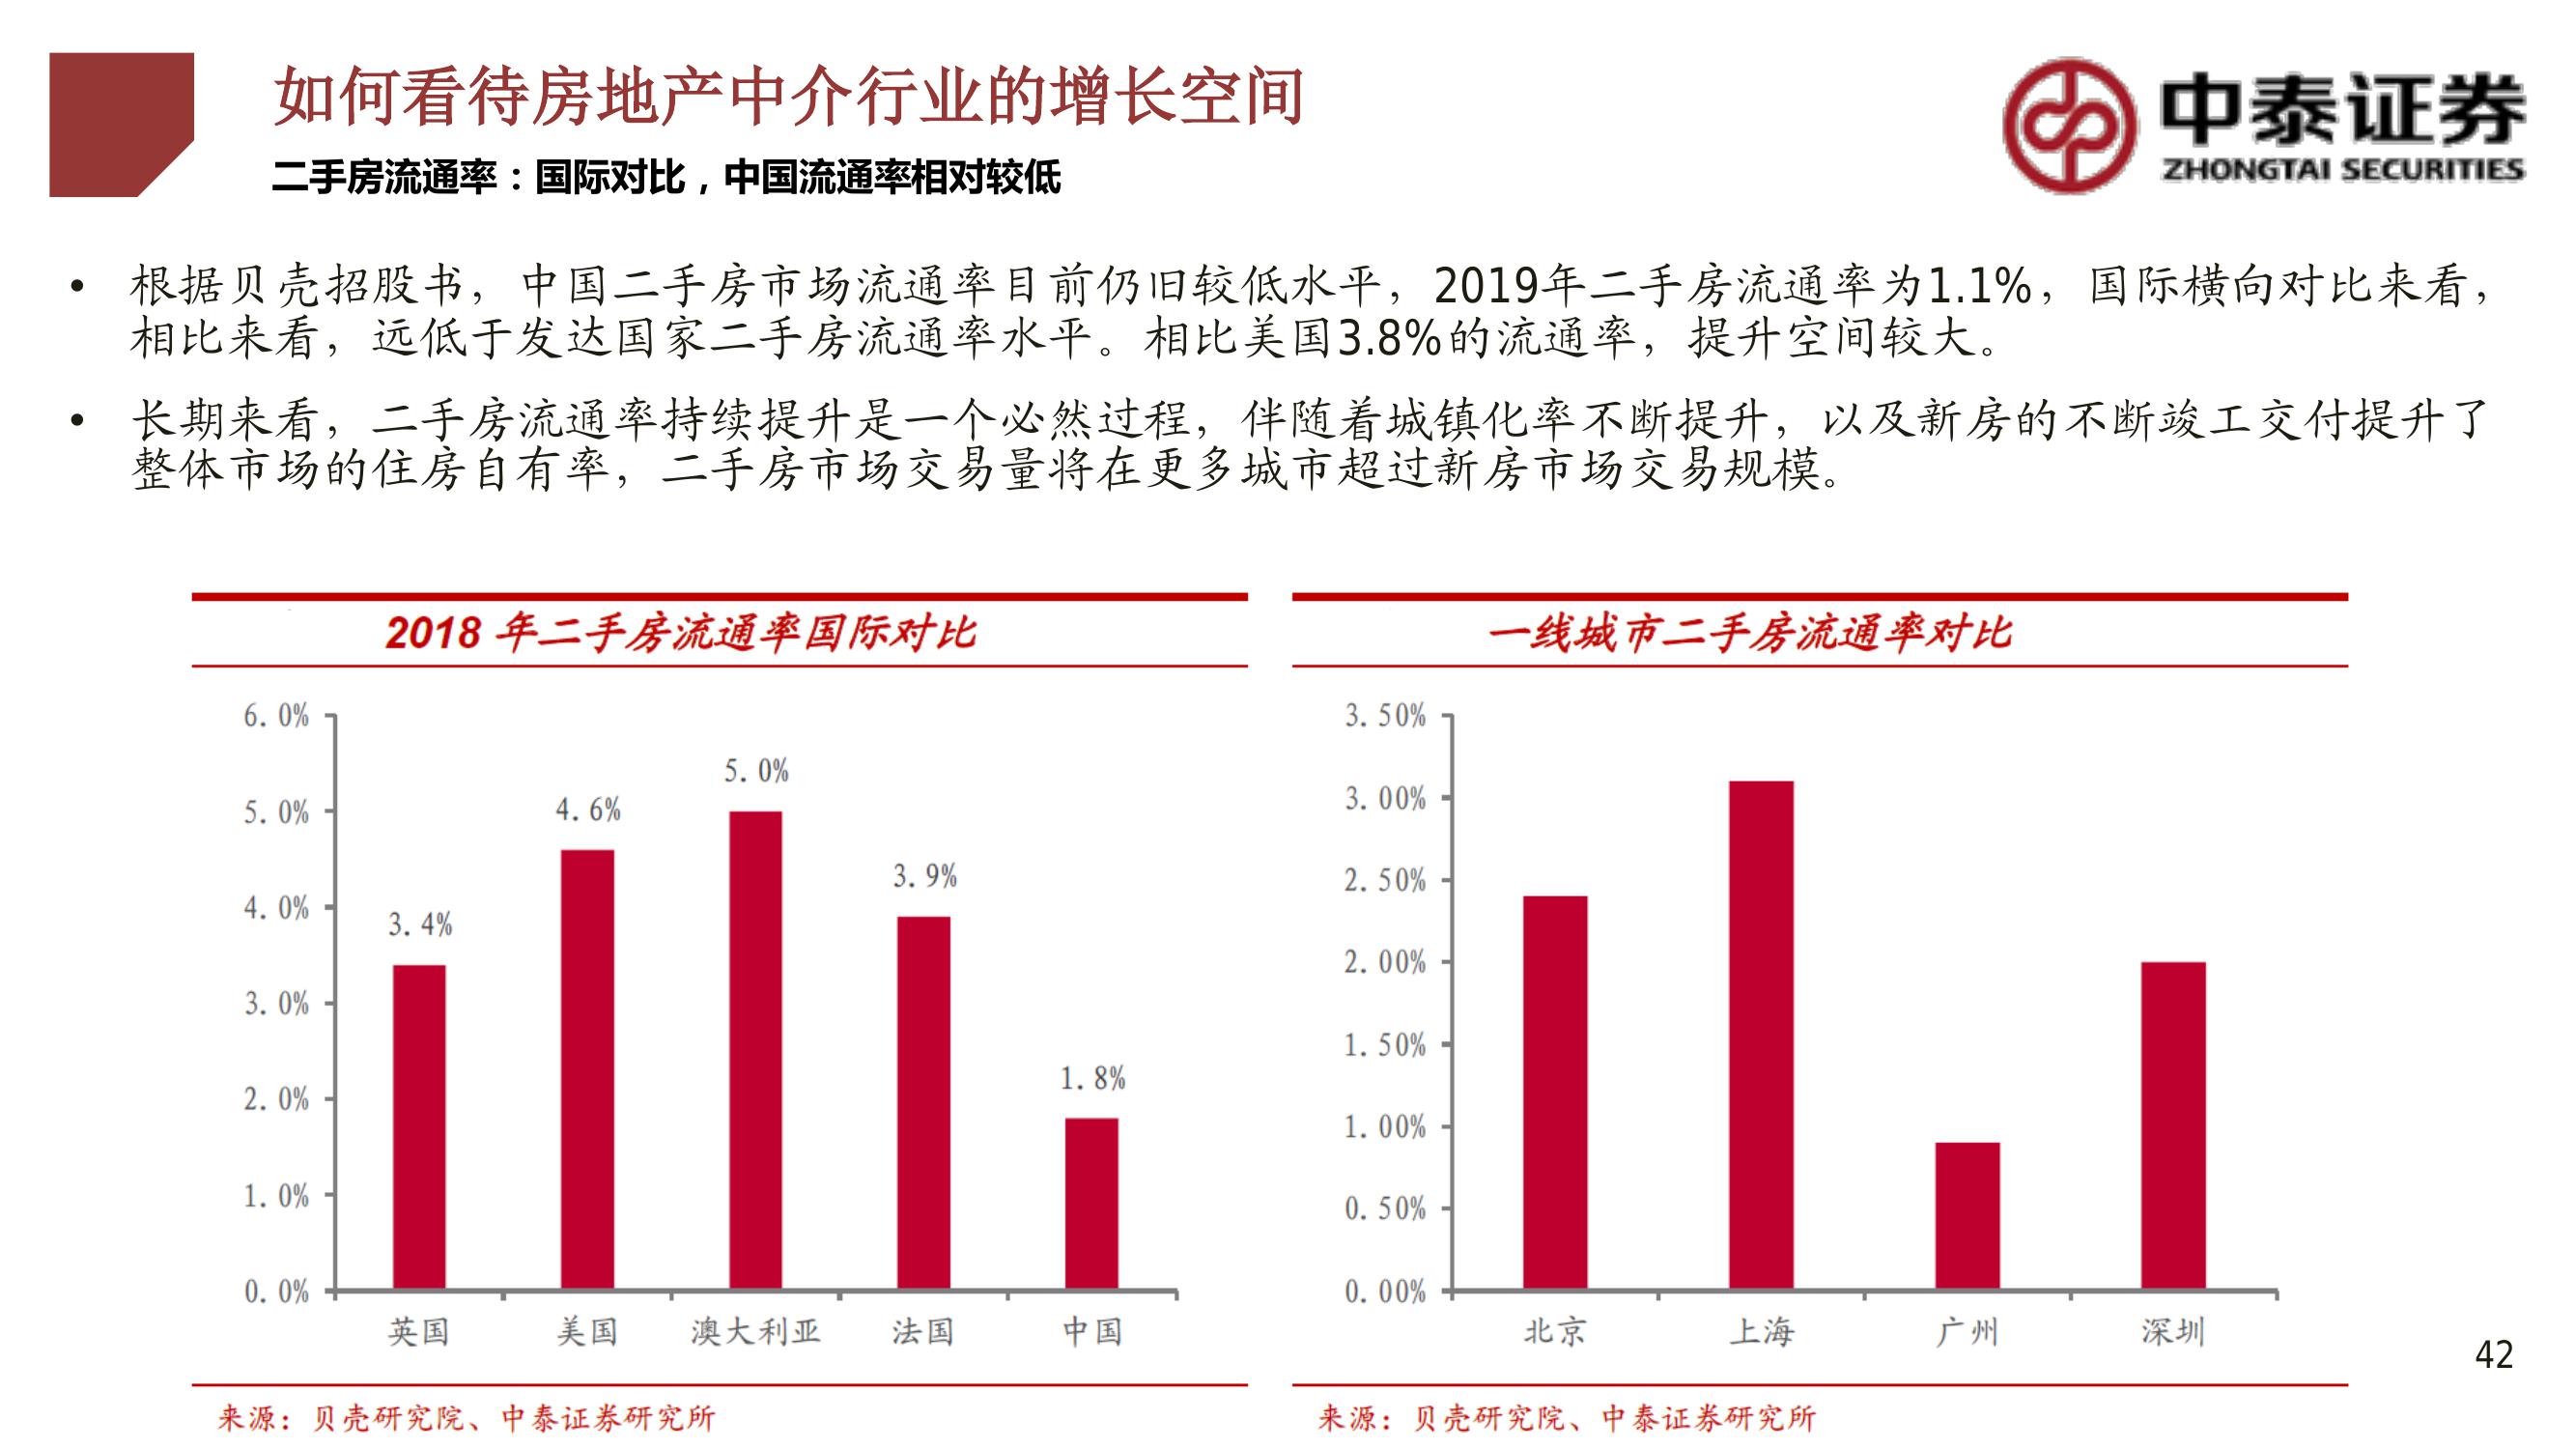 如何看待房地产中介行业的增长空间
二手房流通率：国际对比，中国流通率相对较低
中泰证券
ZHONGTAI SECURITIES
• 根据贝壳招股书，中国二手房市场流通率目前仍旧较低水平，2019年二手房流通率为1.1%，国际横向对比来看，
相比来看，远低于发达国家二手房流通率水平。相比美国3.8%的流通率，提升空间较大。
• 长期来看，二手房流通率持续提升是一个必然过程，伴随着城镇化率不断提升，以及新房的不断竣工交付提升了
整体市场的住房自有率，二手房市场交易量将在更多城市超过新房市场交易规模。
2018 年二手房流通率国际对比
6.0%
5.0%
4.0%
3.0%
2.0%
1.0%
0.0%
3.4%
4.6%
5.0%
3.9%
1.8%
英国 美国 澳大利亚 法国 中国
来源：贝壳研究院、中泰证券研究所
一线城市二手房流通率对比
3.50%
3.00%
2.50%
2.00%
1.50%
1.00%
0.50%
0.00%
北京 上海 广州 深圳
来源：贝壳研究院、中泰证券研究所
42